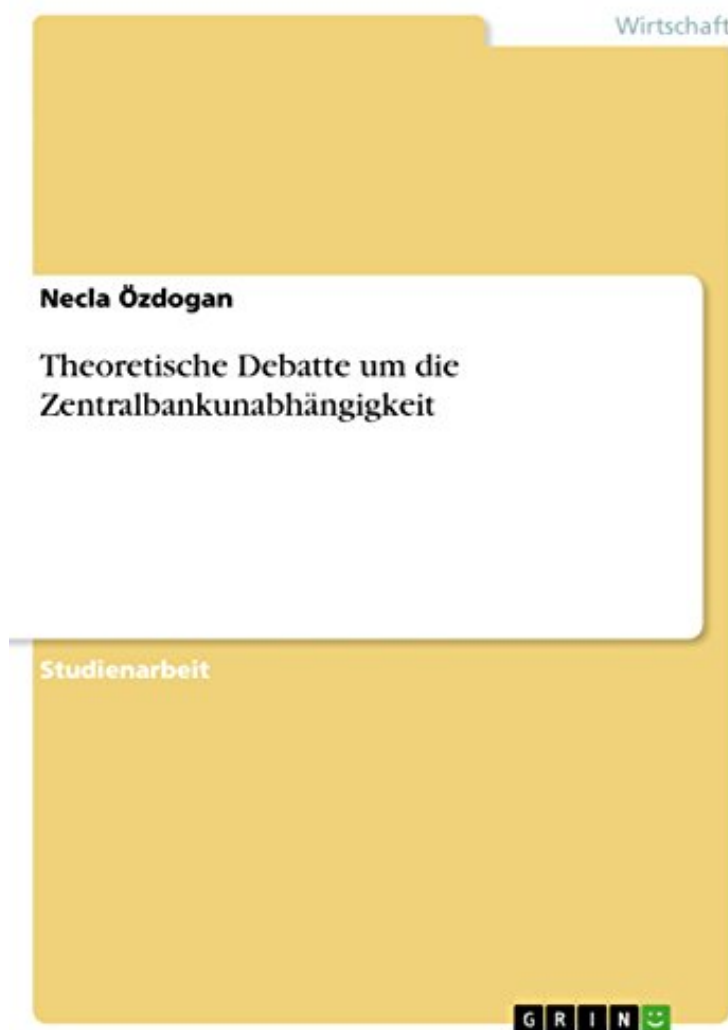 Wirtschaft
Necla Özdogan
Theoretische Debatte um die
Zentralbankunabhängigkeit
Studienarbeit
GRIN